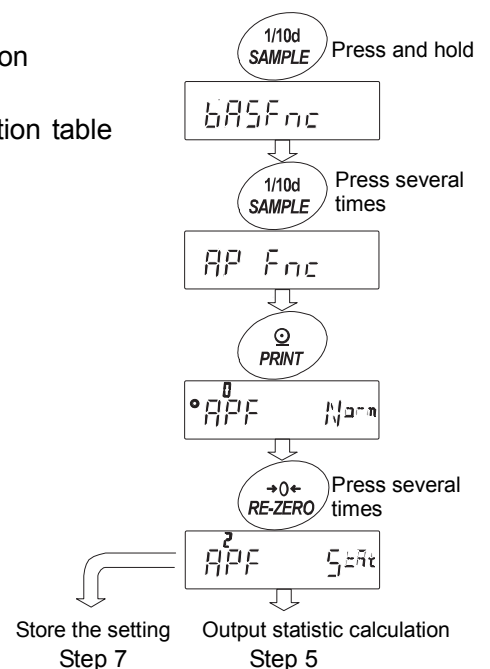 on
tion table
1/10d
SAMPLE
Press and hold
bASFnc
1/10d
SAMPLE
Press several
times
AP Fnc
PRINT
0
APF Norm
→0←
RE-ZERO
Press several
times
2
APF StAt
Store the setting
Step 7
Output statistic calculation
Step 5